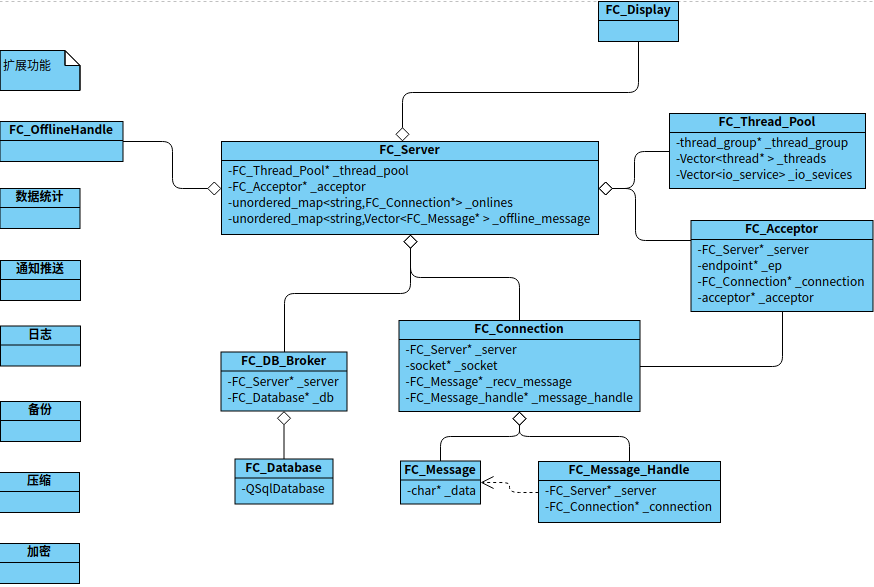 FC_Display
扩展功能
FC_OfflineHandle
FC_Server
-FC_Thread_Pool* _thread_pool
-FC_Acceptor* _acceptor
-unordered_map<string,FC_Connection*> _onlines
-unordered_map<string,Vector<FC_Message* > _offline_message
FC_Thread_Pool
-thread_group* _thread_group
-Vector<thread* > _threads
-Vector<io_service> _io_sevices
数据统计
FC_Acceptor
-FC_Server* _server
-endpoint* _ep
-FC_Connection* _connection
-acceptor* _acceptor
通知推送
日志
FC_Connection
-FC_Server* _server
-socket* _socket
-FC_Message* _recv_message
-FC_Message_handle* _message_handle
FC_DB_Broker
-FC_Server* _server
-FC_Database* _db
备份
FC_Database
-QSqlDatabase
FC_Message
-char* _data
FC_Message_Handle
-FC_Server* _server
-FC_Connection* _connection
压缩
加密